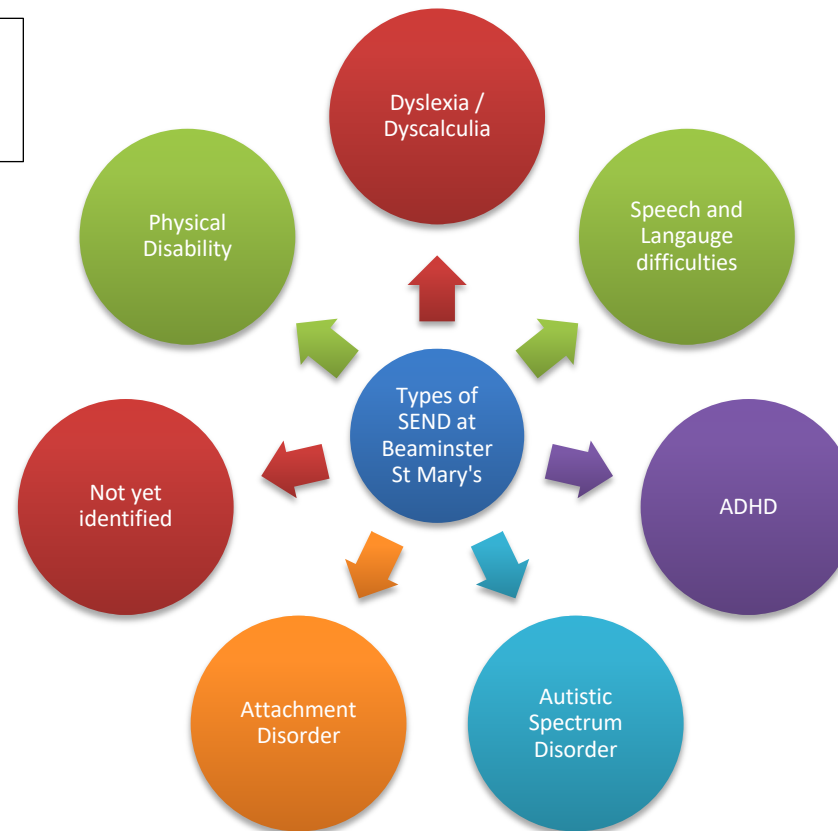 Dyslexia /
Dyscalculia
Speech and
Langauge
difficulties
ADHD
Autistic
Spectrum
Disorder
Attachment
Disorder
Not yet
identified
Physical
Disability
Types of
SEND at
Beaminster
St Mary's